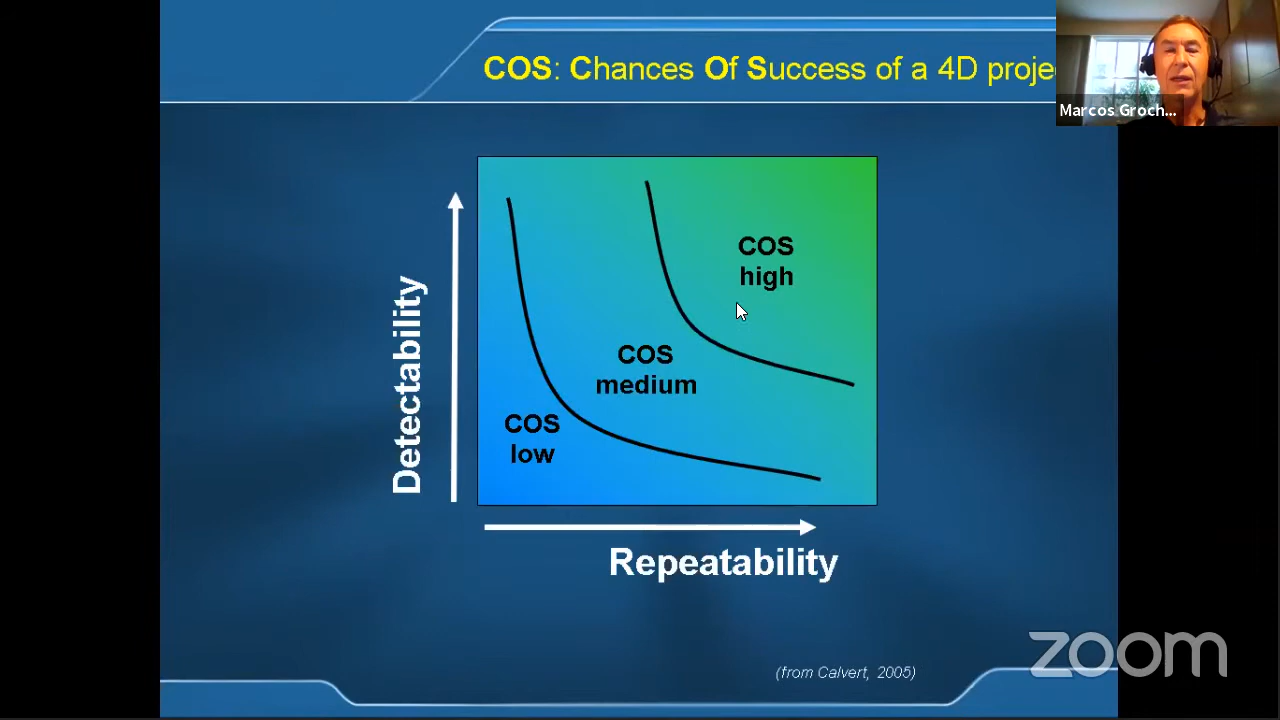 COS: Chances Of Success of a 4D proje
Marcos Groch...
COS
high
COS
medium
COS
low
Detectability
Repeatability
(from Calvert, 2005)
zoom